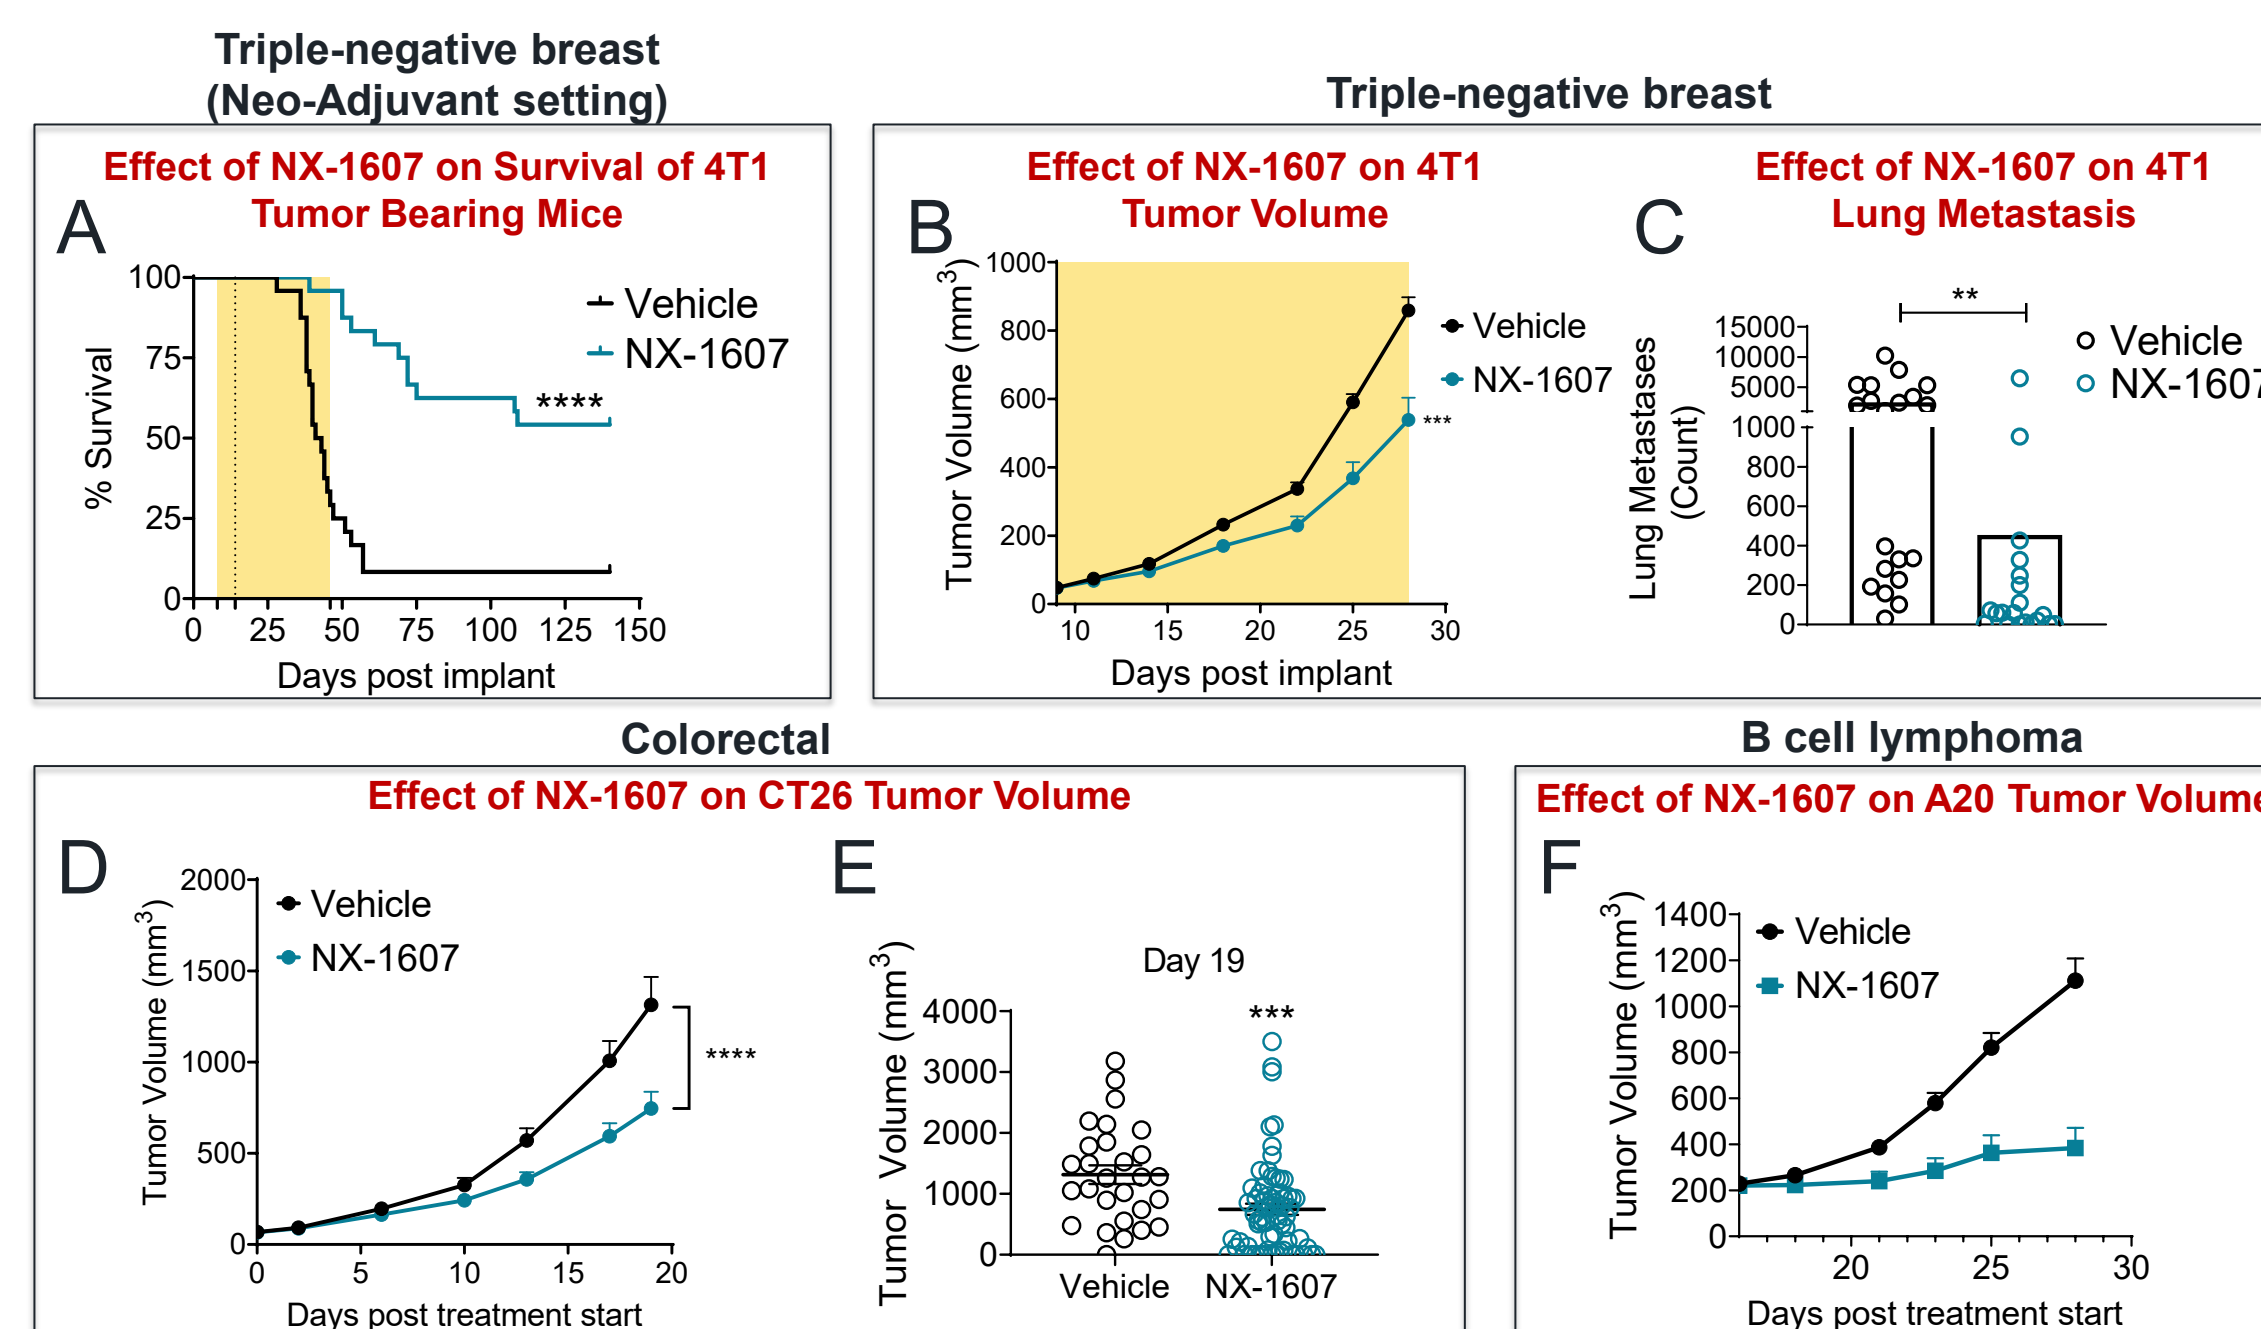 Triple-negative breast
(Neo-Adjuvant setting)
Effect of NX-1607 on Survival of 4T1
Tumor Bearing Mice
A
% Survival
100
75
50
25
0
0 25 50 75 100 125 150
Days post implant
Vehicle
NX-1607
****
Triple-negative breast
Effect of NX-1607 on 4T1
Tumor Volume
B
Tumor Volume (mm3)
1000
800
600
400
200
0
10 15 20 25 30
Days post implant
Vehicle
NX-1607
***
Effect of NX-1607 on 4T1
Lung Metastasis
C
Lung Metastases
(Count)
**
15000
10000
5000
1000
800
600
400
200
0
Vehicle
NX-1607
Colorectal
Effect of NX-1607 on CT26 Tumor Volume
D
Tumor Volume (mm3)
2000
1500
1000
500
0
0 5 10 15 20
Days post treatment start
Vehicle
NX-1607
****
E
Tumor Volume (mm3)
Day 19
***
4000
3000
2000
1000
0
Vehicle NX-1607
B cell lymphoma
Effect of NX-1607 on A20 Tumor Volume
F
Tumor Volume (mm3)
1400
1200
1000
800
600
400
200
0
20 25 30
Days post treatment start
Vehicle
NX-1607